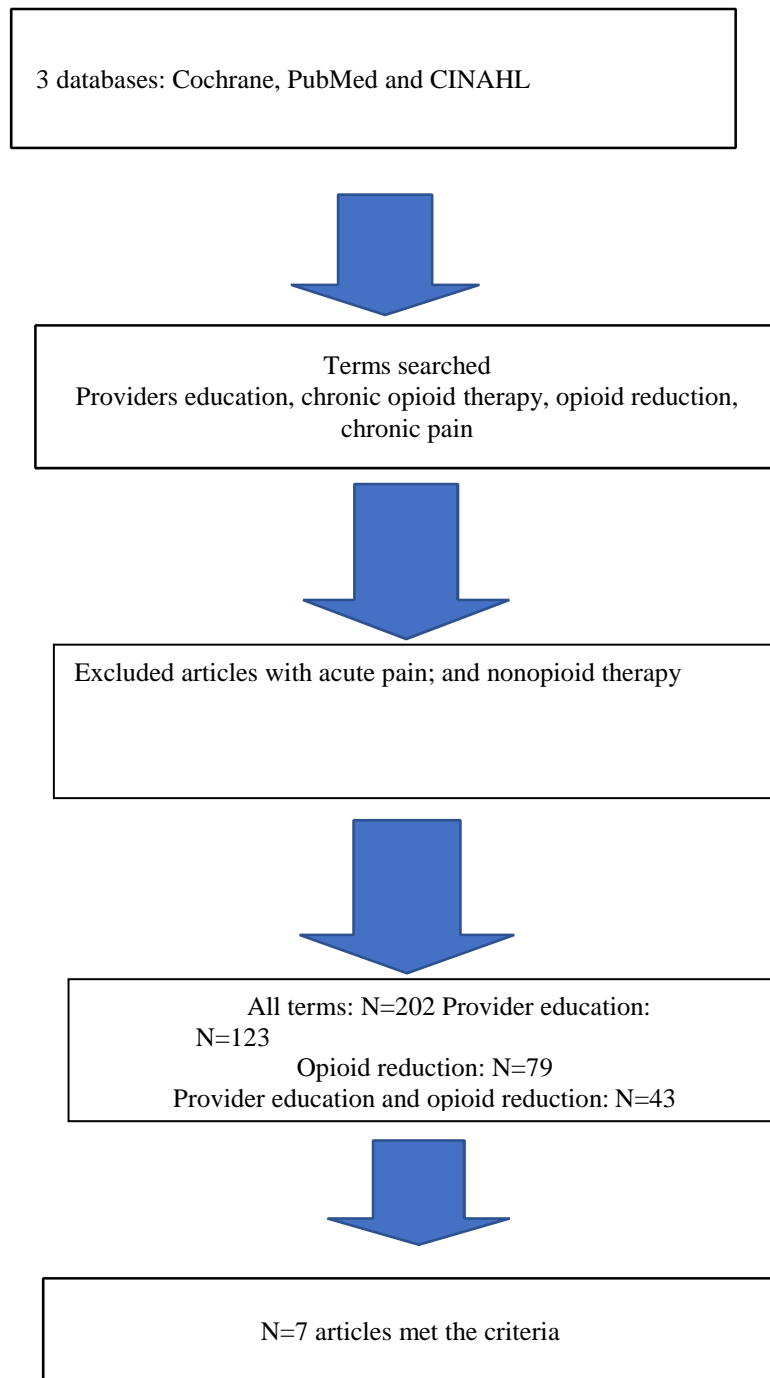 3 databases: Cochrane, PubMed and CINAHL
Terms searched
Providers education, chronic opioid therapy, opioid reduction,
chronic pain
Excluded articles with acute pain; and nonopioid therapy
All terms: N=202 Provider education:
N=123
Opioid reduction: N=79
Provider education and opioid reduction: N=43
N=7 articles met the criteria